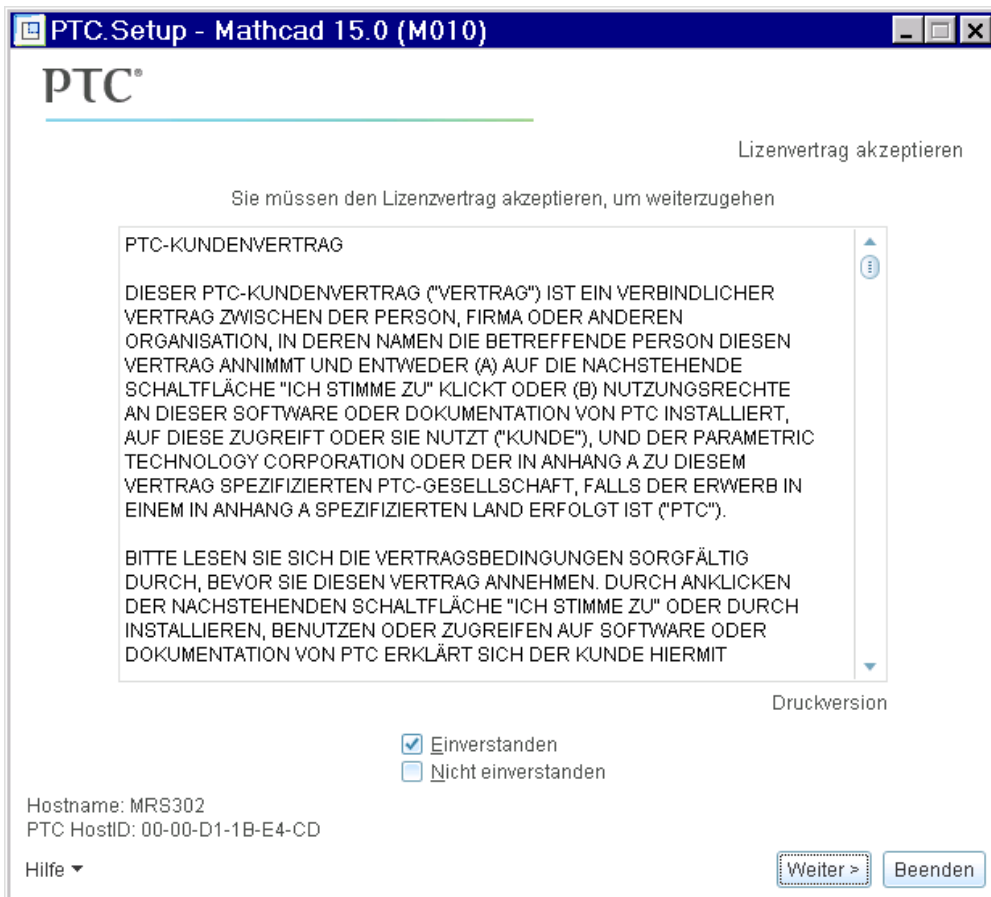 PTC.Setup - Mathcad 15.0 (M010)
PTC®
Lizenvertrag akzeptieren
Sie müssen den Lizenzvertrag akzeptieren, um weiterzugehen
PTC-KUNDENVERTRAG
DIESER PTC-KUNDENVERTRAG ("VERTRAG") IST EIN VERBINDLICHER
VERTRAG ZWISCHEN DER PERSON, FIRMA ODER ANDEREN
ORGANISATION, IN DEREN NAMEN DIE BETREFFENDE PERSON DIESEN
VERTRAG ANNIMMT UND ENTWEDER (A) AUF DIE NACHSTEHENDE
SCHALTFLÄCHE "ICH STIMME ZU" KLICKT ODER (B) NUTZUNGSRECHTE
AN DIESER SOFTWARE ODER DOKUMENTATION VON PTC INSTALLIERT,
AUF DIESE ZUGREIFT ODER SIE NUTZT ("KUNDE"), UND DER PARAMETRIC
TECHNOLOGY CORPORATION ODER DER IN ANHANG A ZU DIESEM
VERTRAG SPEZIFIZIERTEN PTC-GESELLSCHAFT, FALLS DER ERWERB IN
EINEM IN ANHANG A SPEZIFIZIERTEN LAND ERFOLGT IST ("PTC").
BITTE LESEN SIE SICH DIE VERTRAGSBEDINGUNGEN SORGFÄLTIG
DURCH, BEVOR SIE DIESEN VERTRAG ANNEHMEN. DURCH ANKLICKEN
DER NACHSTEHENDEN SCHALTFLÄCHE "ICH STIMME ZU" ODER DURCH
INSTALLIEREN, BENUTZEN ODER ZUGREIFEN AUF SOFTWARE ODER
DOKUMENTATION VON PTC ERKLÄRT SICH DER KUNDE HIERMIT
Druckversion
Einverstanden
Nicht einverstanden
Hostname: MRS302
PTC HostID: 00-00-D1-1B-E4-CD
Hilfe
Weiter >
Beenden